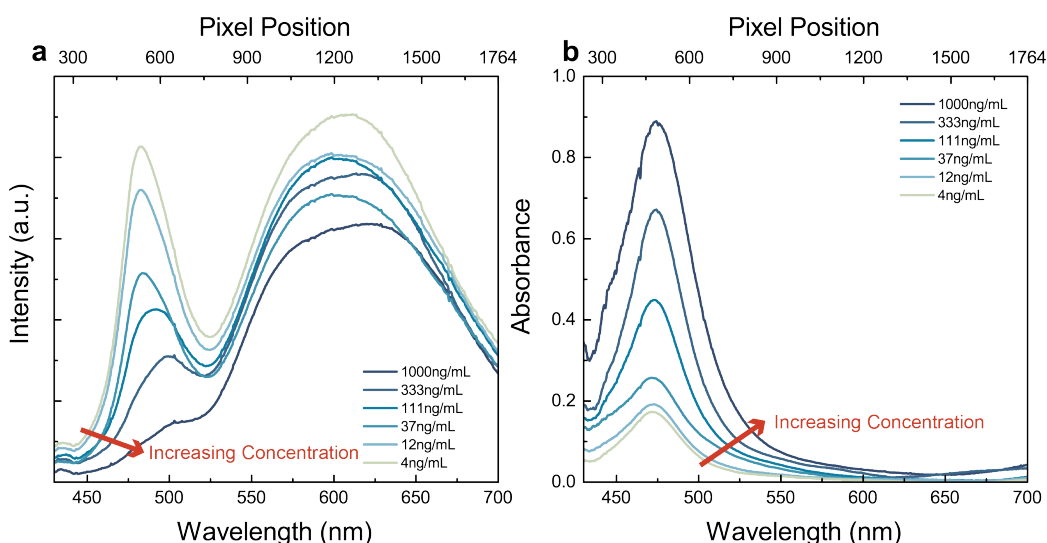 Pixel Position
a
300 600 900 1200 1500 1764
Intensity (a.u.)
1000ng/mL
333ng/mL
111ng/mL
37ng/mL
12ng/mL
4ng/mL
Increasing Concentration
450 500 550 600 650 700
Wavelength (nm)
Pixel Position
b
300 600 900 1200 1500 1764
1.0
0.8
0.6
0.4
0.2
0.0
Absorbance
1000ng/mL
333ng/mL
111ng/mL
37ng/mL
12ng/mL
4ng/mL
Increasing Concentration
450 500 550 600 650 700
Wavelength (nm)